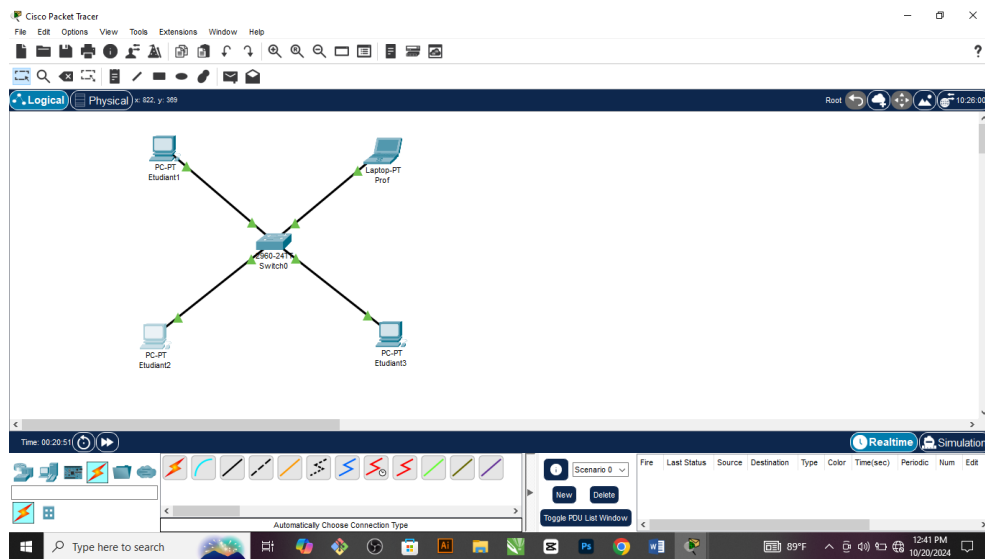 Cisco Packet Tracer
File Edit Options View Tools Extensions Window Help
?
Logical Physical x: 822, y: 369 Root 10:26:00
PC-PT
Etudiant1
Laptop-PT
Prof
2960-24TT
Switch0
PC-PT
Etudiant2
PC-PT
Etudiant3
Time: 00:20:51 Realtime Simulation
Scenario 0
Fire Last Status Source Destination Type Color Time(sec) Periodic Num Edit
New Delete
Toggle PDU List Window
Automatically Choose Connection Type
Type here to search
Ai
Ps
89°F
12:41 PM
10/20/2024